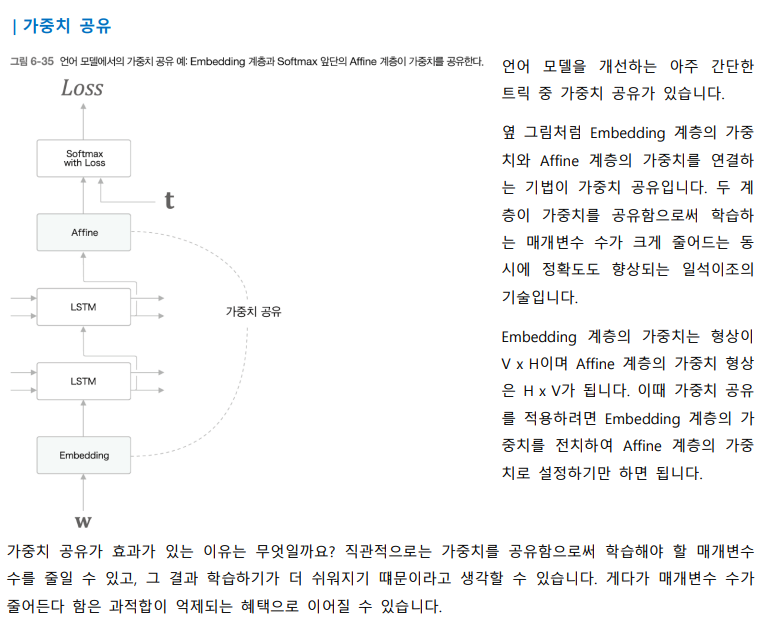 | 가중치 공유
그림 6-35 언어 모델에서의 가중치 공유 예: Embedding 계층과 Softmax 앞단의 Affine 계층이 가중치를 공유한다.
Loss
Softmax
with Loss
t
Affine
LSTM
가중치 공유
LSTM
Embedding
w
언어 모델을 개선하는 아주 간단한
트릭 중 가중치 공유가 있습니다.
옆 그림처럼 Embedding 계층의 가중
치와 Affine 계층의 가중치를 연결하
는 기법이 가중치 공유입니다. 두 계
층이 가중치를 공유함으로써 학습하
는 매개변수 수가 크게 줄어드는 동
시에 정확도도 향상되는 일석이조의
기술입니다.
Embedding 계층의 가중치는 형상이
V x H이며 Affine 계층의 가중치 형상
은 H x V가 됩니다. 이때 가중치 공유
를 적용하려면 Embedding 계층의 가
중치를 전치하여 Affine 계층의 가중
치로 설정하기만 하면 됩니다.
가중치 공유가 효과가 있는 이유는 무엇일까요? 직관적으로는 가중치를 공유함으로써 학습해야 할 매개변수
수를 줄일 수 있고, 그 결과 학습하기가 더 쉬워지기 떄문이라고 생각할 수 있습니다. 게다가 매개변수 수가
줄어든다 함은 과적합이 억제되는 혜택으로 이어질 수 있습니다.